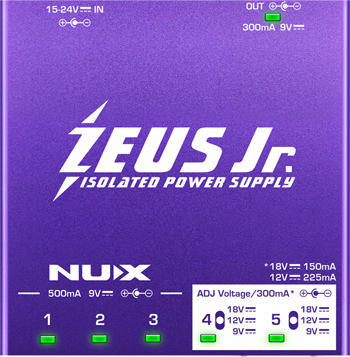 15-24V⎓ IN
OUT
300mA 9V⎓
ZEUS Jr.
ISOLATED POWER SUPPLY
NUX
*18V⎓ 150mA
12V⎓ 225mA
500mA 9V⎓
ADJ Voltage/300mA*
1 2 3
4 18V⎓ 12V⎓ 9V⎓
5 18V⎓ 12V⎓ 9V⎓